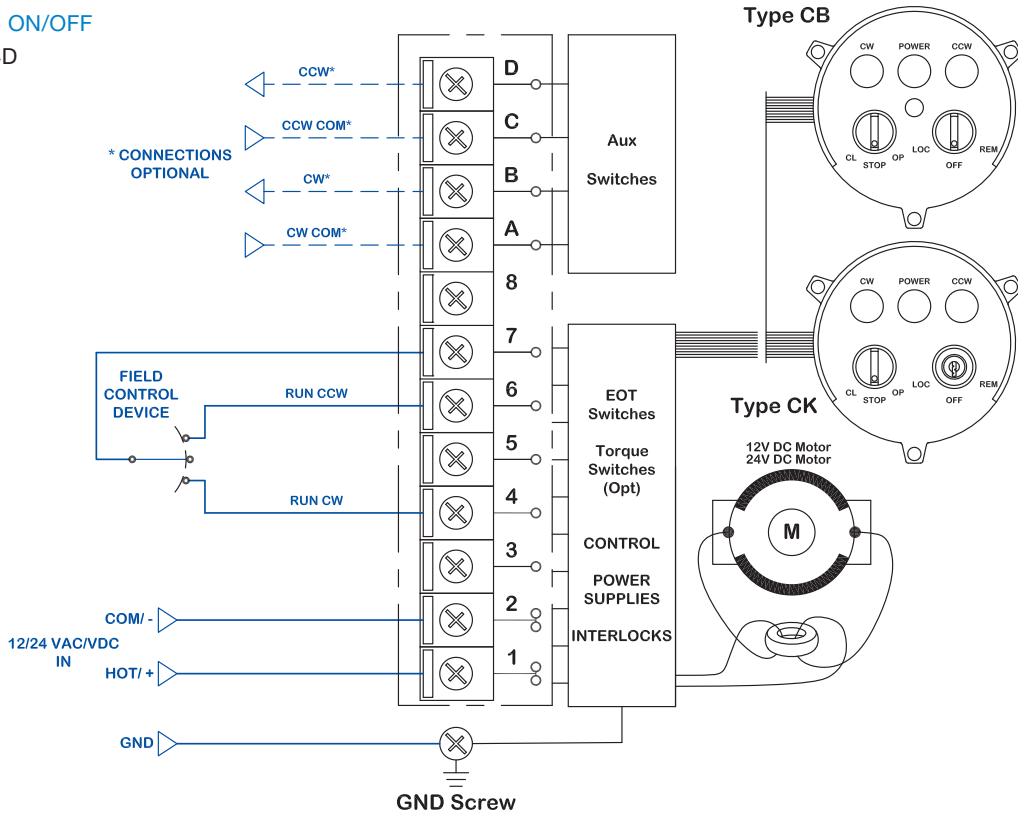 ON/OFF
D
CCW*
CCW COM*
* CONNECTIONS
OPTIONAL
CW*
CW COM*
D
C
B
A
8
7
6
5
4
3
2
1
Aux
Switches
FIELD
CONTROL
DEVICE
RUN CCW
RUN CW
COM/ -
12/24 VAC/VDC
IN
HOT/ +
GND
GND Screw
EOT
Switches
Torque
Switches
(Opt)
CONTROL
POWER
SUPPLIES
INTERLOCKS
Type CB
CW
POWER
CCW
CL
STOP
OP
LOC
OFF
REM
CW
POWER
CCW
CL
STOP
OP
LOC
OFF
REM
Type CK
12V DC Motor
24V DC Motor
M